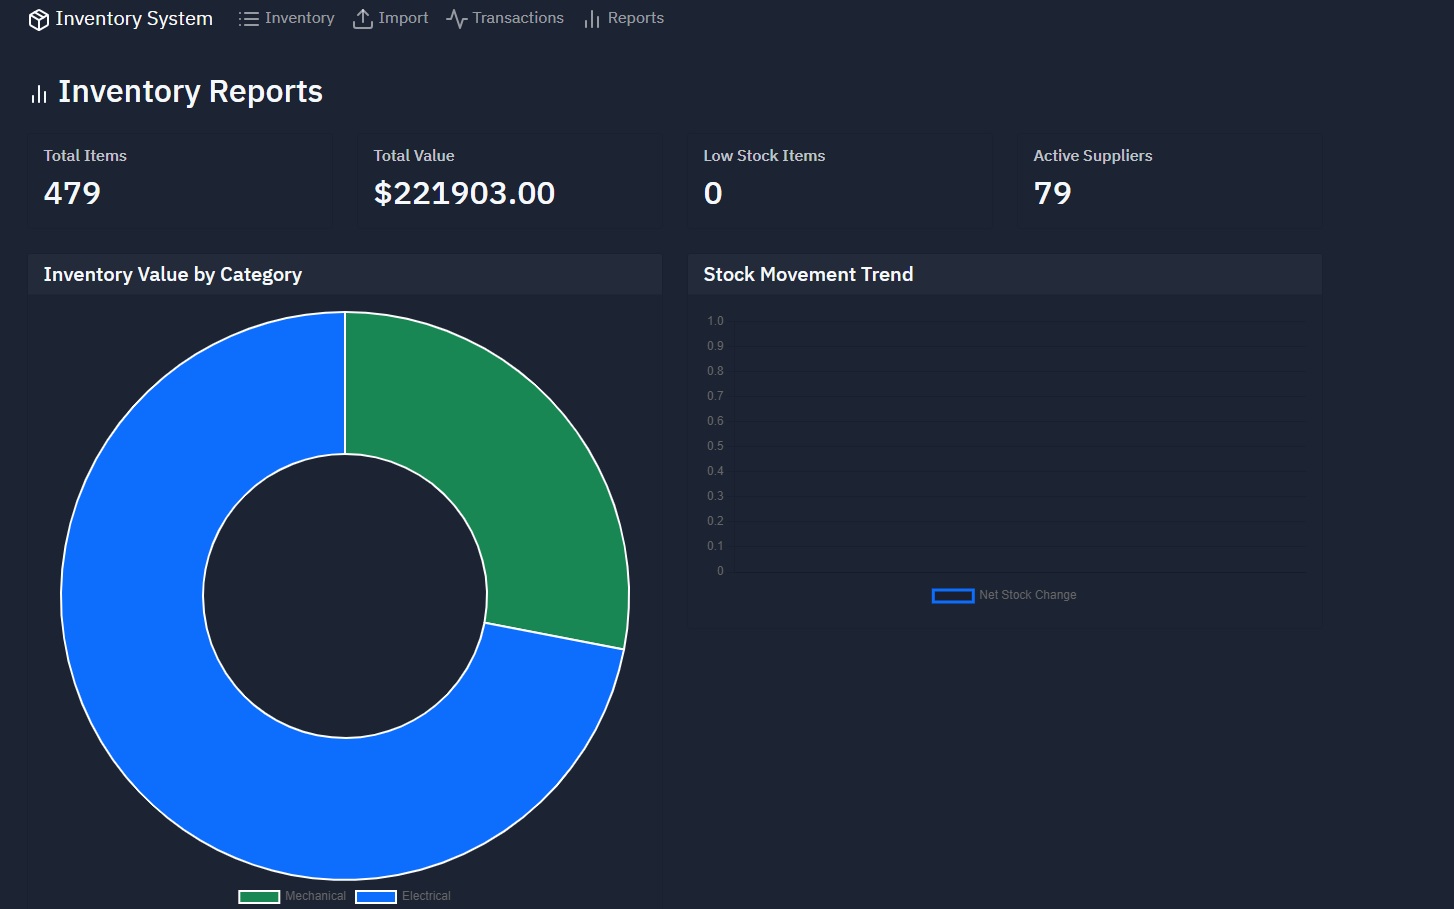 Inventory System Inventory Import Transactions Reports
Inventory Reports
Total Items
479
Total Value
$221903.00
Low Stock Items
0
Active Suppliers
79
Inventory Value by Category
Mechanical Electrical
Stock Movement Trend
1.0
0.9
0.8
0.7
0.6
0.5
0.4
0.3
0.2
0.1
0
Net Stock Change